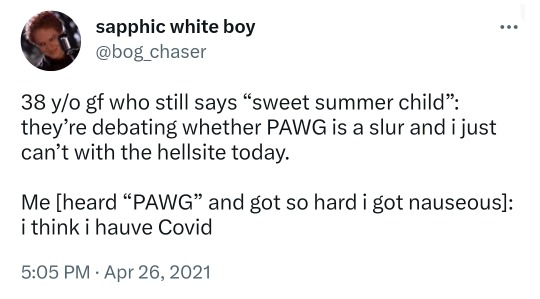 sapphic white boy
@bog_chaser
38 y/o gf who still says “sweet summer child”:
they’re debating whether PAWG is a slur and i just
can’t with the hellsite today.
Me [heard “PAWG” and got so hard i got nauseous]:
i think i hauve Covid
5:05 PM · Apr 26, 2021